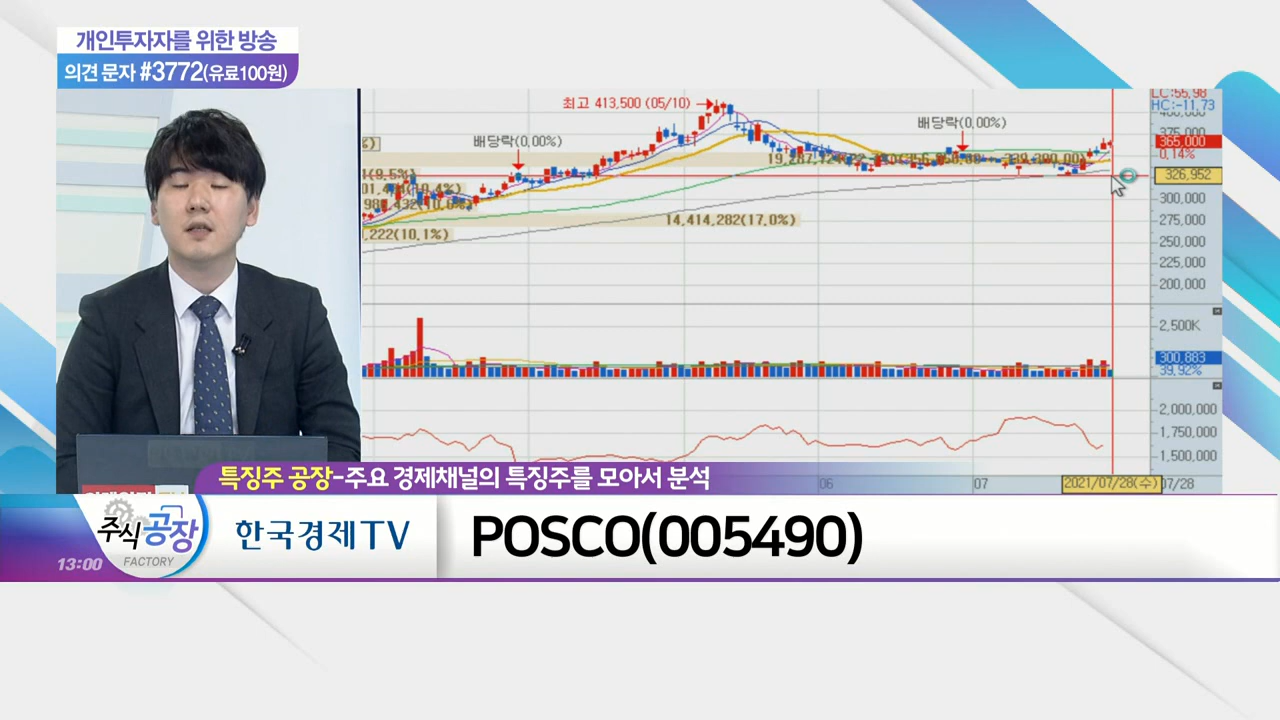 개인투자자를 위한 방송
의견 문자 #3772(유료100원)
최고 413,500 (05/10)
배당락(0,00%)
배당락(0,00%)
LC:55,98
HC:-11,73
400,000
375,000
365,000
0,14%
326,952
300,000
275,000
250,000
225,000
200,000
14,414,282(17,0%)
,222(10,1%)
2,500K
300,883
39,92%
2,000,000
1,750,000
1,500,000
06
07
2021/07/28(수)
07/28
특징주 공장-주요 경제채널의 특징주를 모아서 분석
주식공장
FACTORY
13:00
한국경제TV
POSCO(005490)